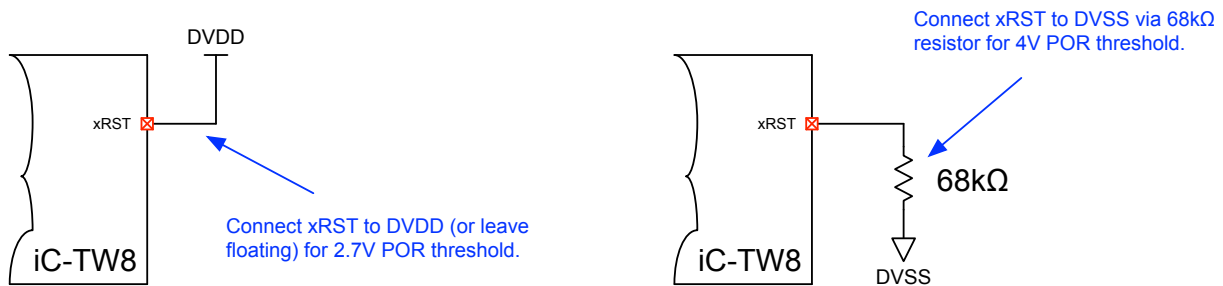 DVDD
xRST
Connect xRST to DVDD (or leave
floating) for 2.7V POR threshold.
iC-TW8
Connect xRST to DVSS via 68kΩ
resistor for 4V POR threshold.
xRST
68kΩ
iC-TW8
DVSS